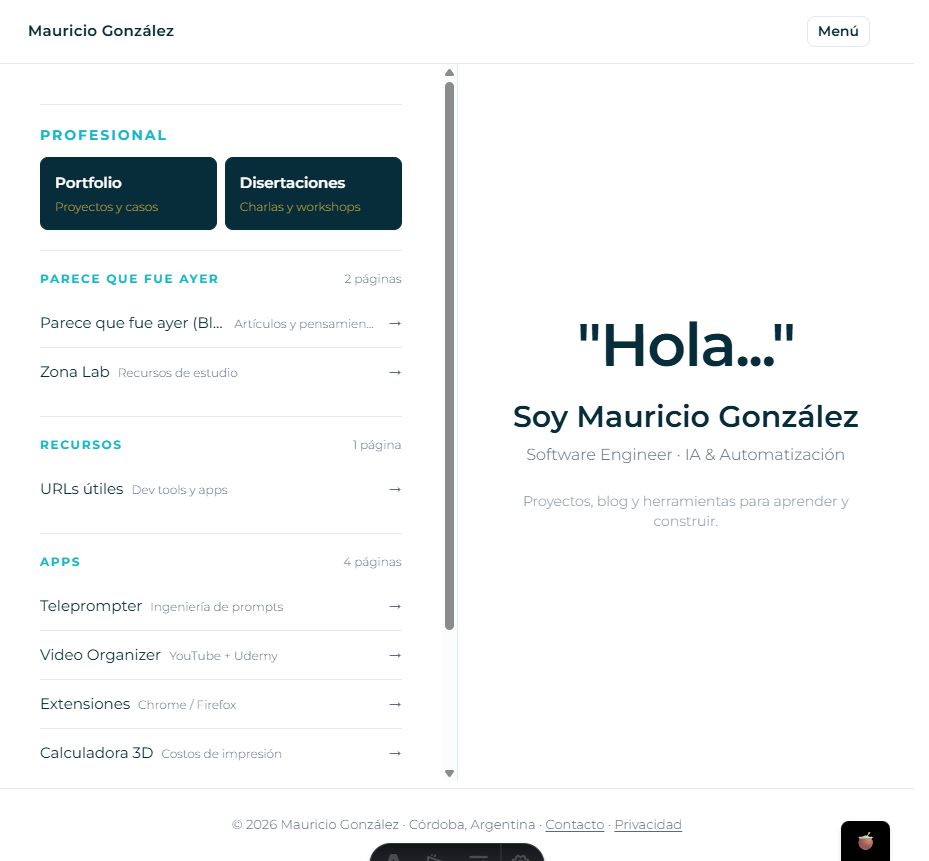 Mauricio González
Menú
PROFESIONAL
Portfolio
Proyectos y casos
Disertaciones
Charlas y workshops
PARECE QUE FUE AYER
2 páginas
Parece que fue ayer (Bl...
Artículos y pensamien...
→
Zona Lab
Recursos de estudio
→
RECURSOS
1 página
URLs útiles
Dev tools y apps
→
APPS
4 páginas
Teleprompter
Ingeniería de prompts
→
Video Organizer
YouTube + Udemy
→
Extensiones
Chrome / Firefox
→
Calculadora 3D
Costos de impresión
→
"Hola..."
Soy Mauricio González
Software Engineer · IA & Automatización
Proyectos, blog y herramientas para aprender y
construir.
© 2026 Mauricio González · Córdoba, Argentina · Contacto · Privacidad